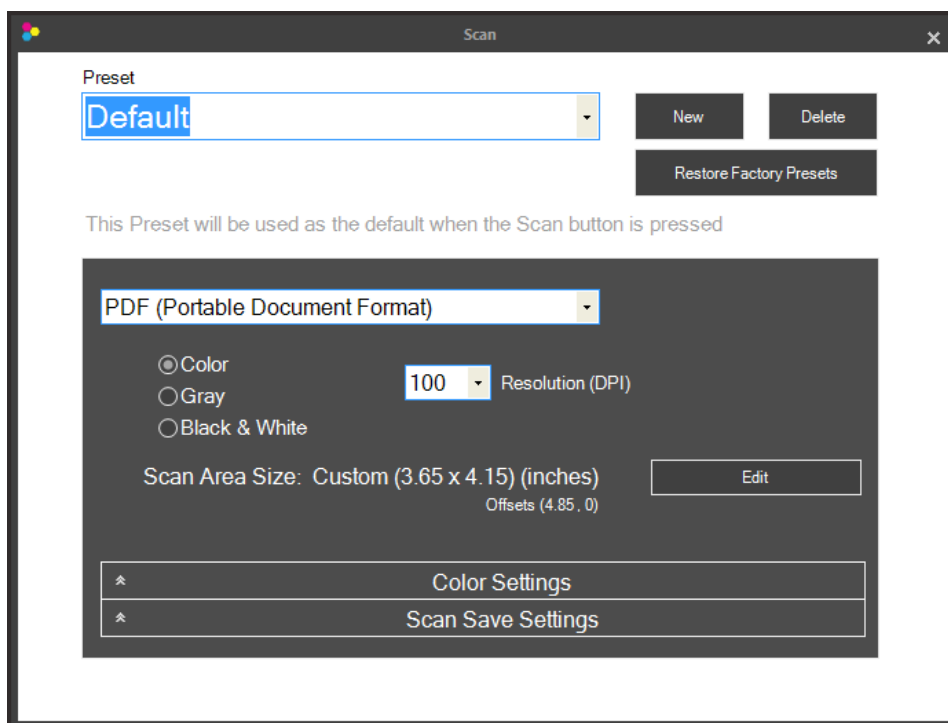 Scan
Preset
Default
New
Delete
Restore Factory Presets
This Preset will be used as the default when the Scan button is pressed
PDF (Portable Document Format)
Color
Gray
Black & White
100
Resolution (DPI)
Scan Area Size: Custom (3.65 x 4.15) (inches)
Edit
Offsets (4.85, 0)
Color Settings
Scan Save Settings